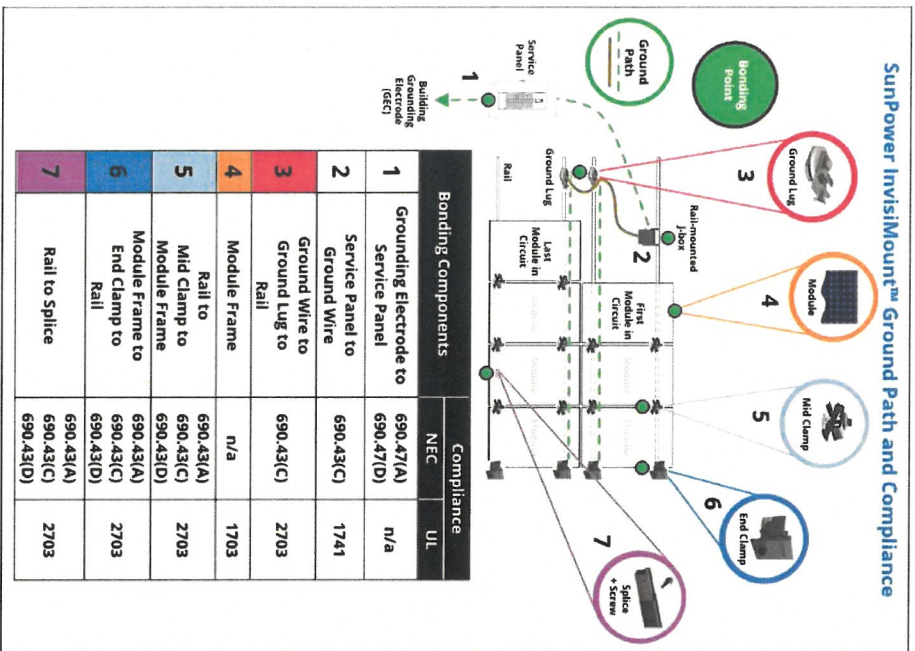 SunPower InvisiMount™ Ground Path and Compliance
Bonding
Point
Ground
Path
Ground Lug
3
Module
4
Mid Clamp
5
End Clamp
6
Splice
+ Screw
7
Service
Panel
1
Building
Grounding
Electrode
(GEC)
Rail-mounted
J-box
2
Ground Lug
Rail
First
Module in
Circuit
Last
Module in
Circuit
Module
Module
Module
Module
Module
Bonding Components
Compliance
NEC
UL
1
Grounding Electrode to
Service Panel
690.47(A)
690.47(D)
n/a
2
Service Panel to
Ground Wire
690.43(C)
1741
3
Ground Wire to
Ground Lug to
Rail
690.43(C)
2703
4
Module Frame
n/a
1703
5
Rail to
Mid Clamp to
Module Frame
690.43(A)
690.43(C)
690.43(D)
2703
6
Module Frame to
End Clamp to
Rail
690.43(A)
690.43(C)
690.43(D)
2703
7
Rail to Splice
690.43(A)
690.43(C)
690.43(D)
2703